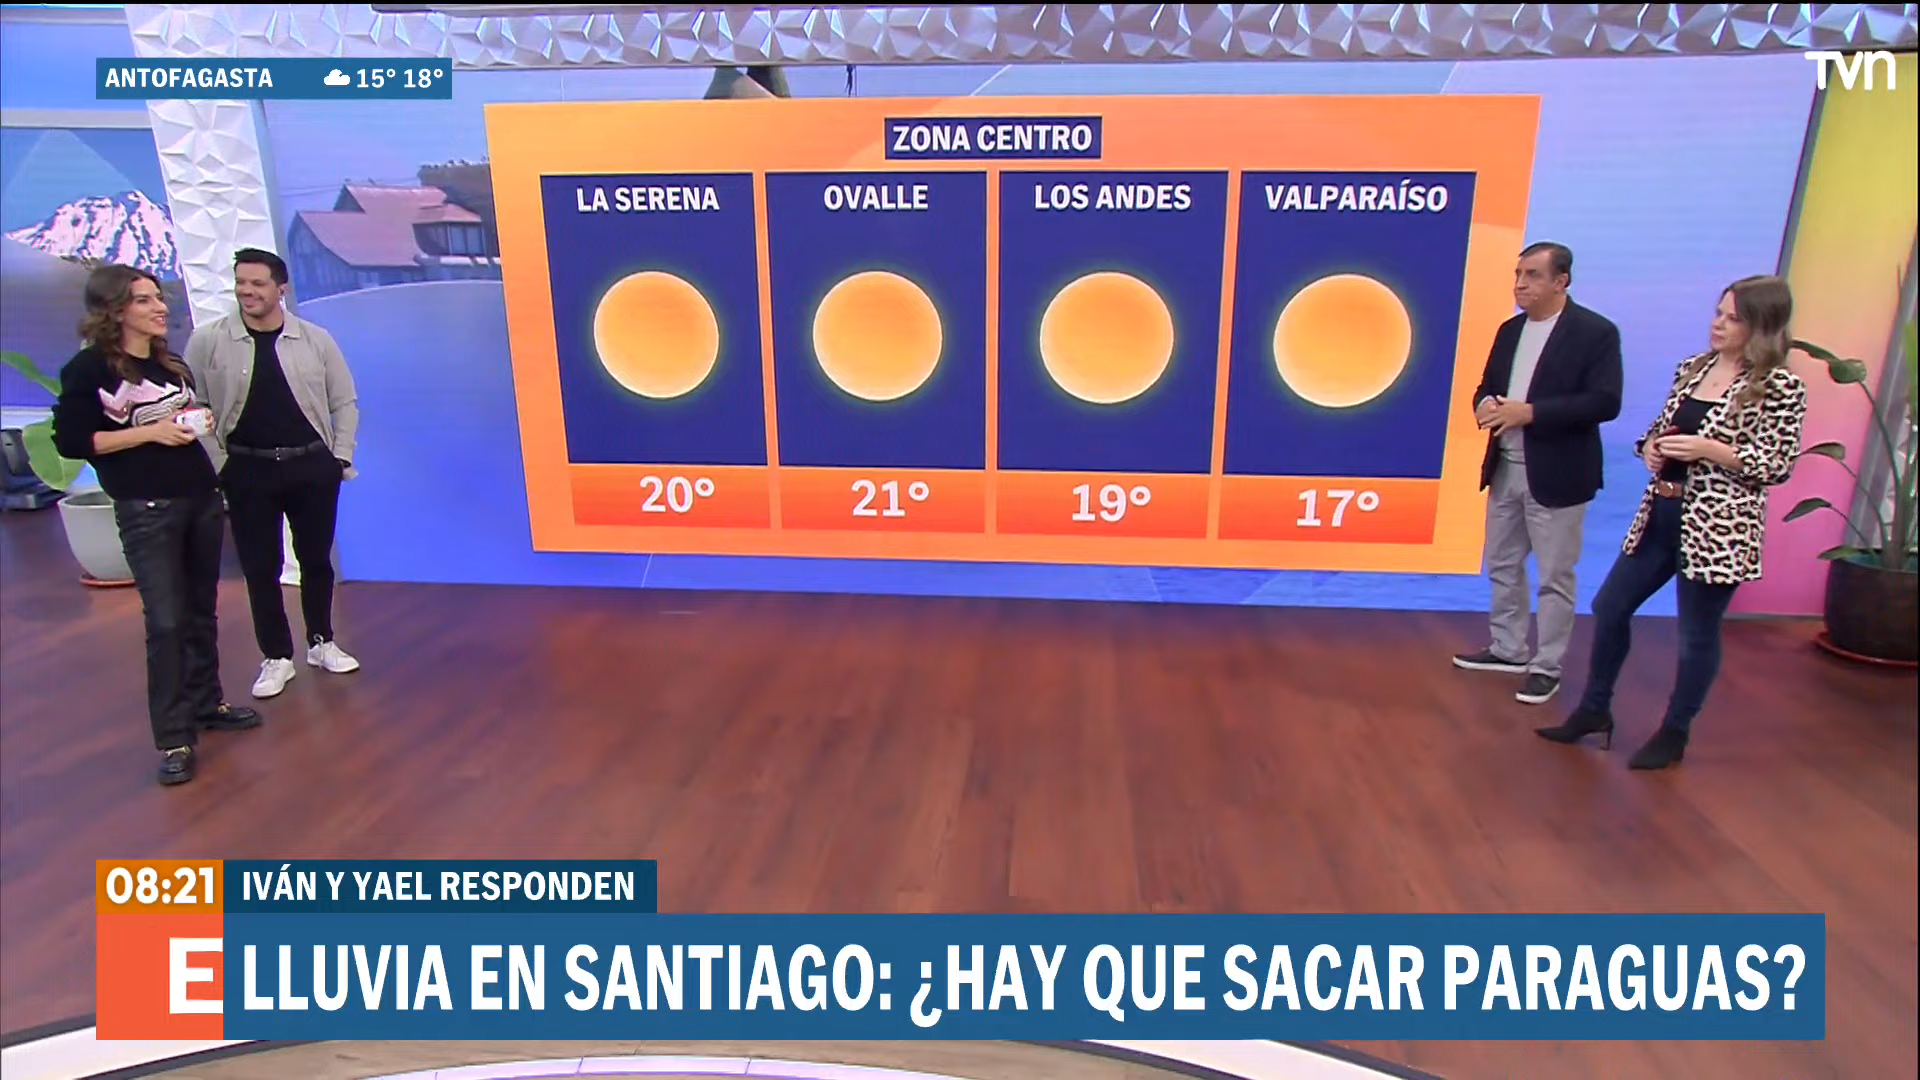 ANTOFAGASTA 15° 18°
TVN
ZONA CENTRO
LA SERENA OVALLE LOS ANDES VALPARAÍSO
20° 21° 19° 17°
08:21 IVÁN Y YAEL RESPONDEN
E LLUVIA EN SANTIAGO: ¿HAY QUE SACAR PARAGUAS?